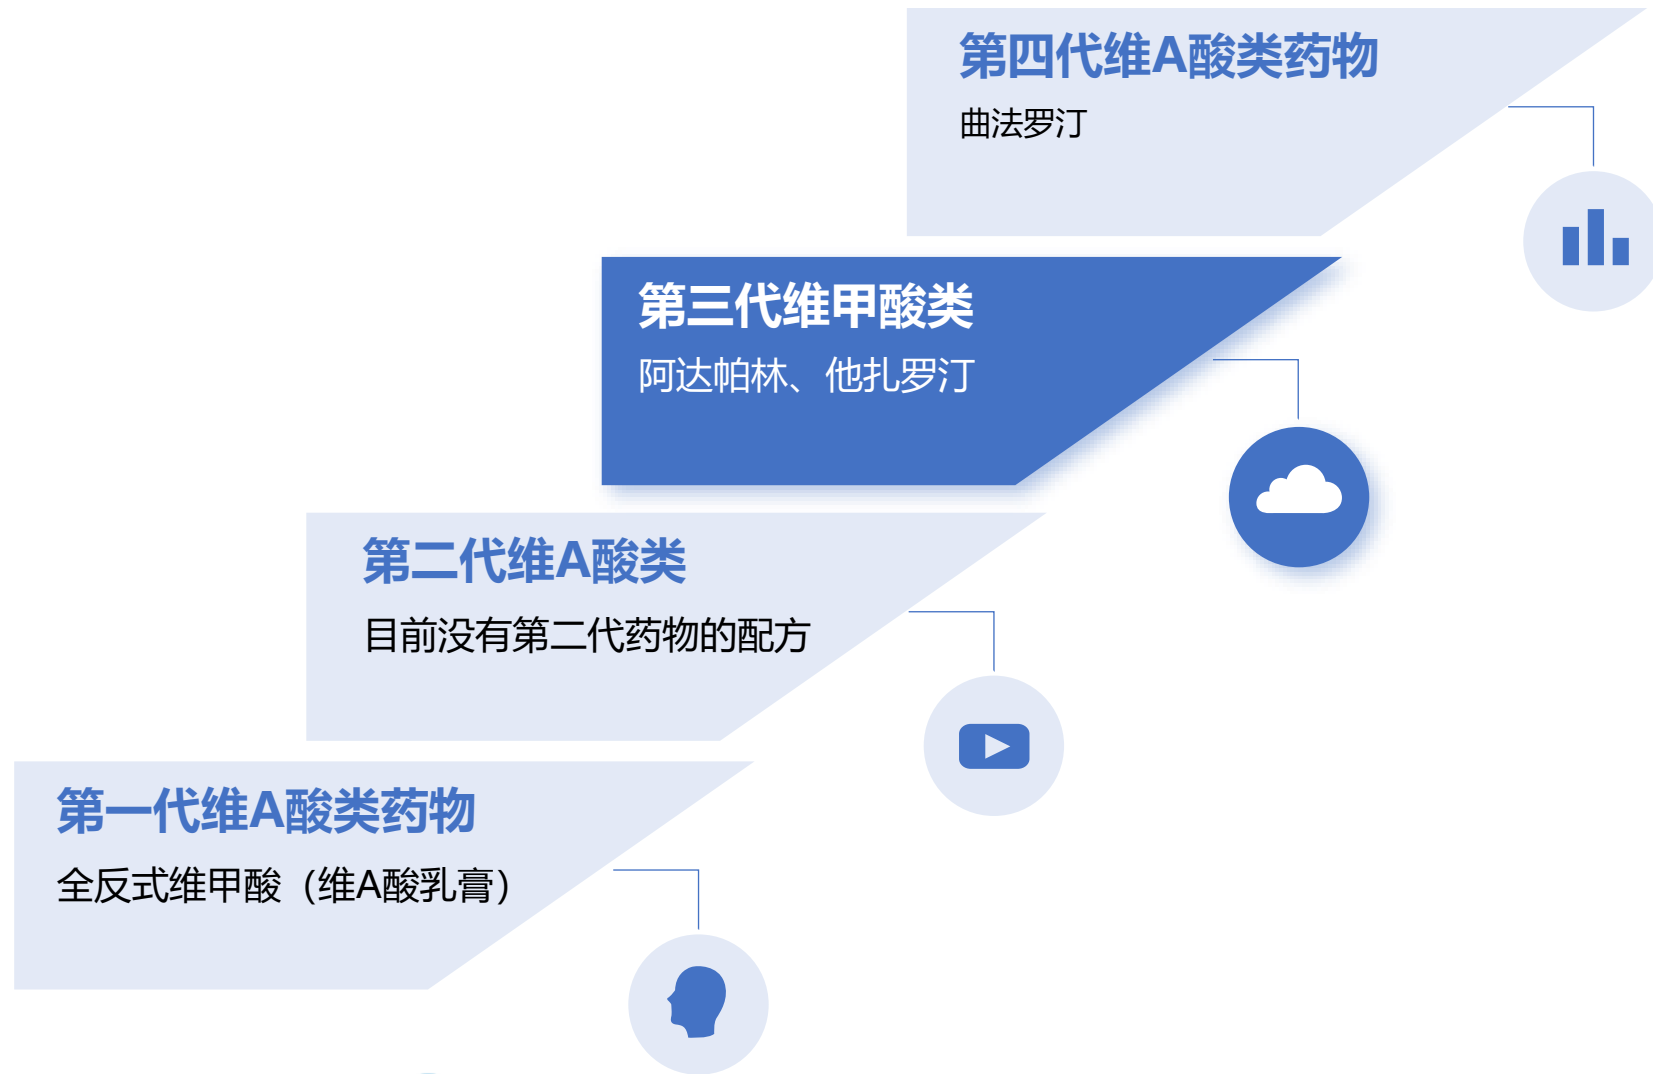 第四代维A酸类药物
曲法罗汀
第三代维甲酸类
阿达帕林、他扎罗汀
第二代维A酸类
目前没有第二代药物的配方
第一代维A酸类药物
全反式维甲酸（维A酸乳膏）